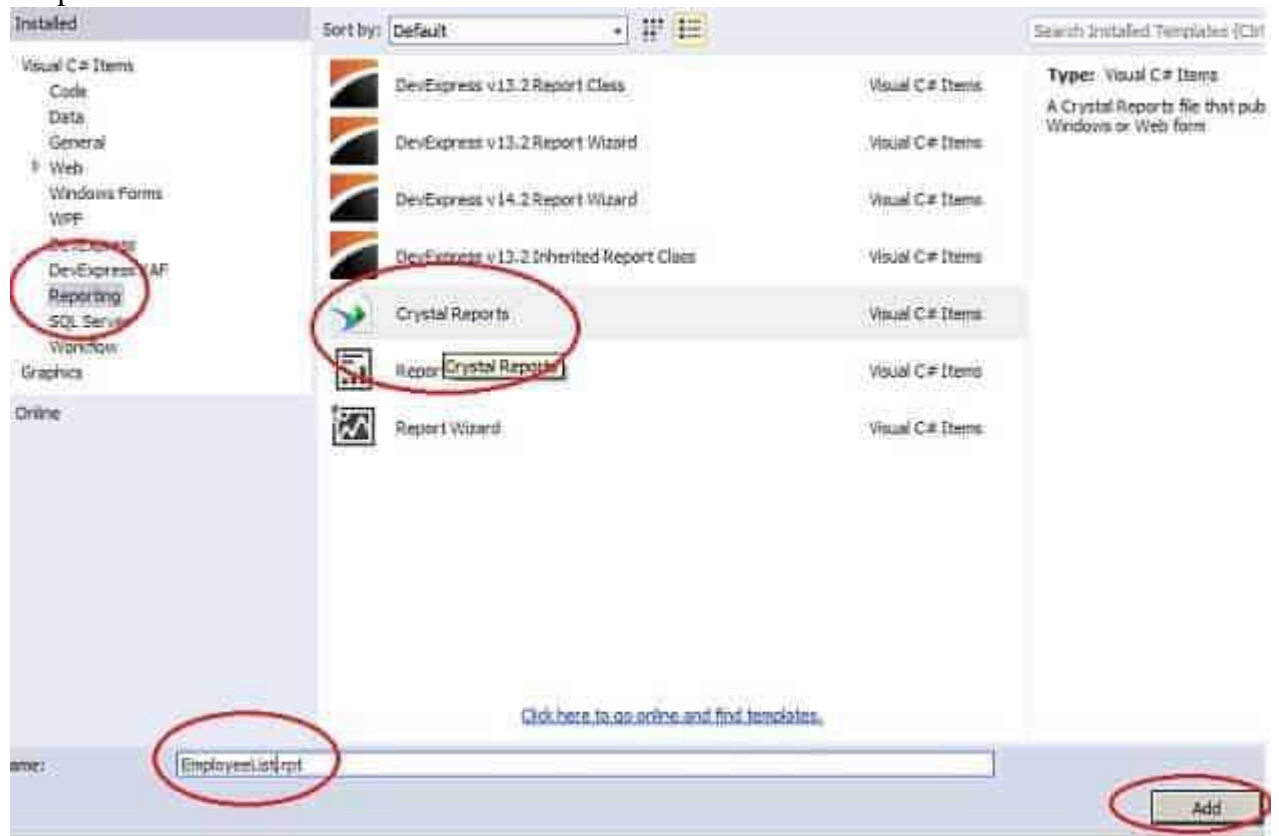 Installed
Sort by: Default
Search Installed Templates (Ctrl
Visual C# Items
Code
Data
General
Web
Windows Forms
WPF
DevExpress
DevExpress XAF
Reporting
SQL Server
Workflow
Graphics
Online
DevExpress v13.2 Report Class Visual C# Items
DevExpress v13.2 Report Wizard Visual C# Items
DevExpress v14.2 Report Wizard Visual C# Items
DevExpress v13.2 Inherited Report Class Visual C# Items
Crystal Reports Visual C# Items
Repor Crystal Reports Visual C# Items
Report Wizard Visual C# Items
Type: Visual C# Items
A Crystal Reports file that pub
Windows or Web form
Click here to go online and find templates.
ame: EmployeeList.rpt
Add